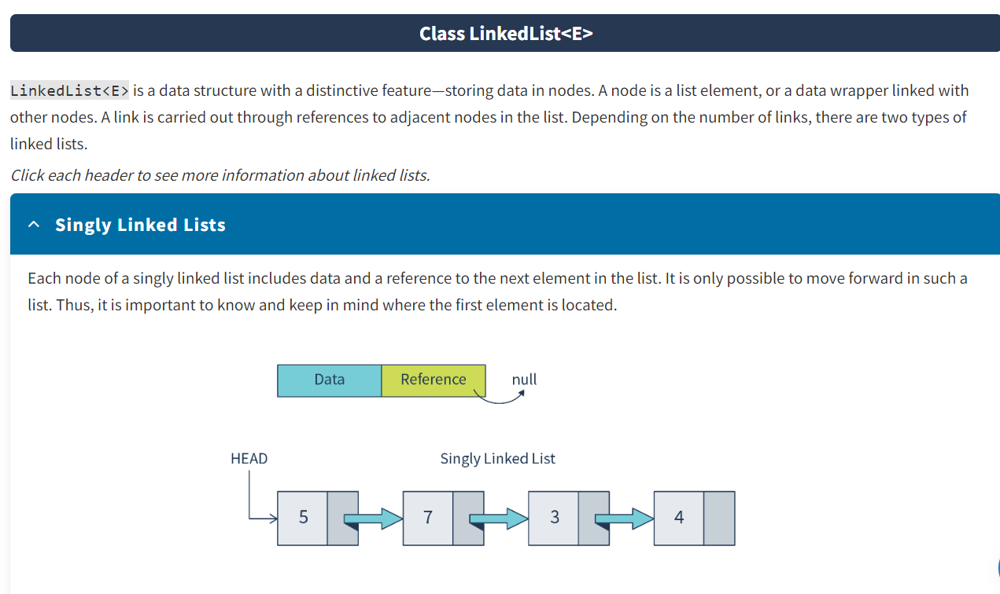 Class LinkedList<E>
LinkedList<E> is a data structure with a distinctive feature—storing data in nodes. A node is a list element, or a data wrapper linked with
other nodes. A link is carried out through references to adjacent nodes in the list. Depending on the number of links, there are two types of
linked lists.
Click each header to see more information about linked lists.
Singly Linked Lists
Each node of a singly linked list includes data and a reference to the next element in the list. It is only possible to move forward in such a
list. Thus, it is important to know and keep in mind where the first element is located.
Data Reference null
HEAD Singly Linked List
5 7 3 4